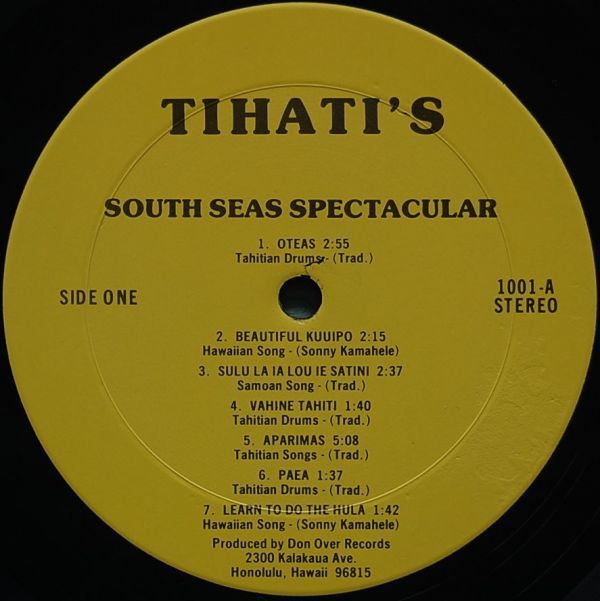 TIHATI'S
SOUTH SEAS SPECTACULAR
1. OTEAS 2:55
Tahitian Drums - (Trad.)
SIDE ONE
1001-A
STEREO
2. BEAUTIFUL KUUIPO 2:15
Hawaiian Song - (Sonny Kamahele)
3. SULU LA IA LOU IE SATINI 2:37
Samoan Song - (Trad.)
4. VAHINE TAHITI 1:40
Tahitian Drums - (Trad.)
5. APARIMAS 5:08
Tahitian Songs - (Trad.)
6. PAEA 1:37
Tahitian Drums - (Trad.)
7. LEARN TO DO THE HULA 1:42
Hawaiian Song - (Sonny Kamahele)
Produced by Don Over Records
2300 Kalakaua Ave.
Honolulu, Hawaii 96815